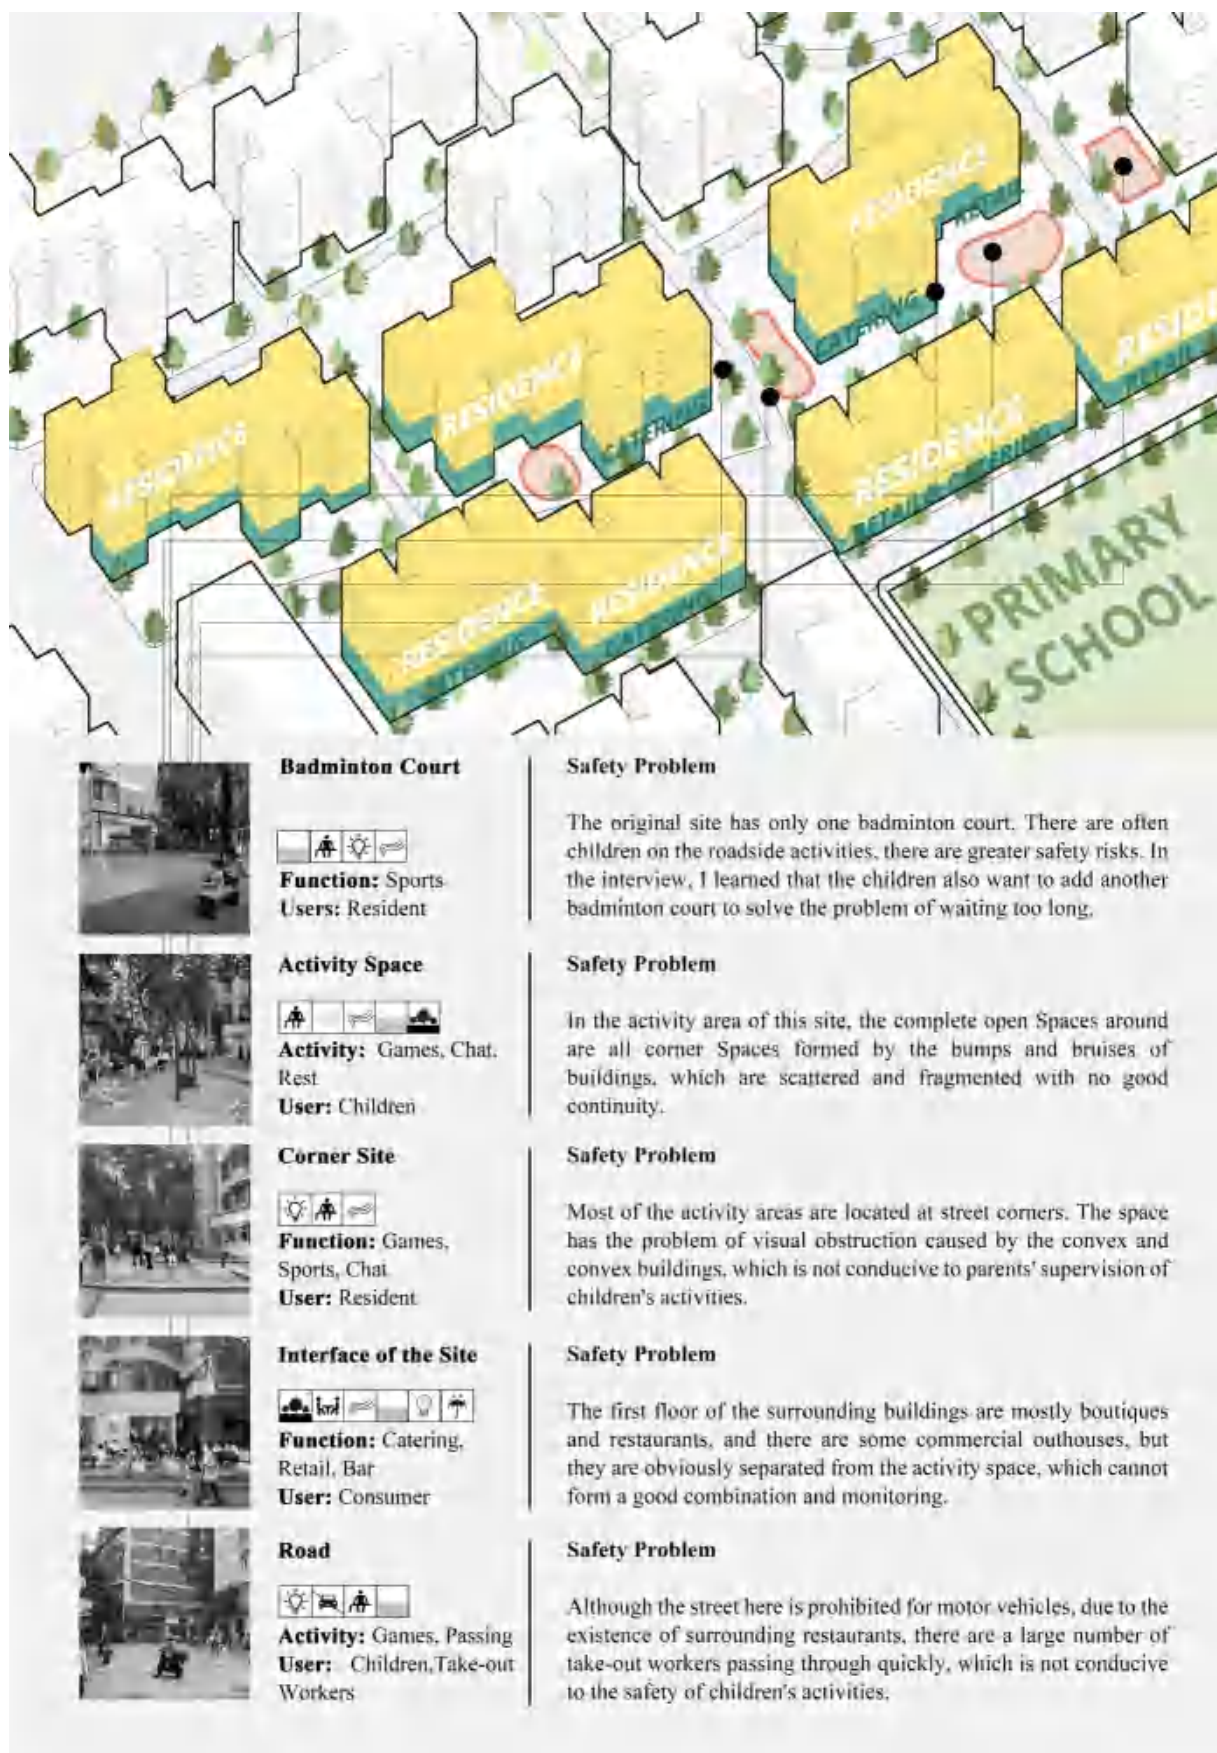 RESIDENCE
RETAIL
CATERING
RESIDENCE
RETAIL
RESIDENCE
CATERING
RESIDENCE
RESIDENCE
RETAIL CATERING
RESIDENCE
CATERING
RESIDENCE
PRIMARY
SCHOOL
Badminton Court
Function: Sports
Users: Resident
Safety Problem
The original site has only one badminton court. There are often
children on the roadside activities, there are greater safety risks. In
the interview, I learned that the children also want to add another
badminton court to solve the problem of waiting too long.
Activity Space
Activity: Games, Chat,
Rest
User: Children
Safety Problem
In the activity area of this site, the complete open Spaces around
are all corner Spaces formed by the bumps and bruises of
buildings, which are scattered and fragmented with no good
continuity.
Corner Site
Function: Games,
Sports, Chat
User: Resident
Safety Problem
Most of the activity areas are located at street corners. The space
has the problem of visual obstruction caused by the convex and
convex buildings, which is not conducive to parents' supervision of
children's activities.
Interface of the Site
Function: Catering,
Retail, Bar
User: Consumer
Safety Problem
The first floor of the surrounding buildings are mostly boutiques
and restaurants, and there are some commercial outhouses, but
they are obviously separated from the activity space, which cannot
form a good combination and monitoring.
Road
Activity: Games, Passing
User: Children,Take-out
Workers
Safety Problem
Although the street here is prohibited for motor vehicles, due to the
existence of surrounding restaurants, there are a large number of
take-out workers passing through quickly, which is not conducive
to the safety of children's activities.